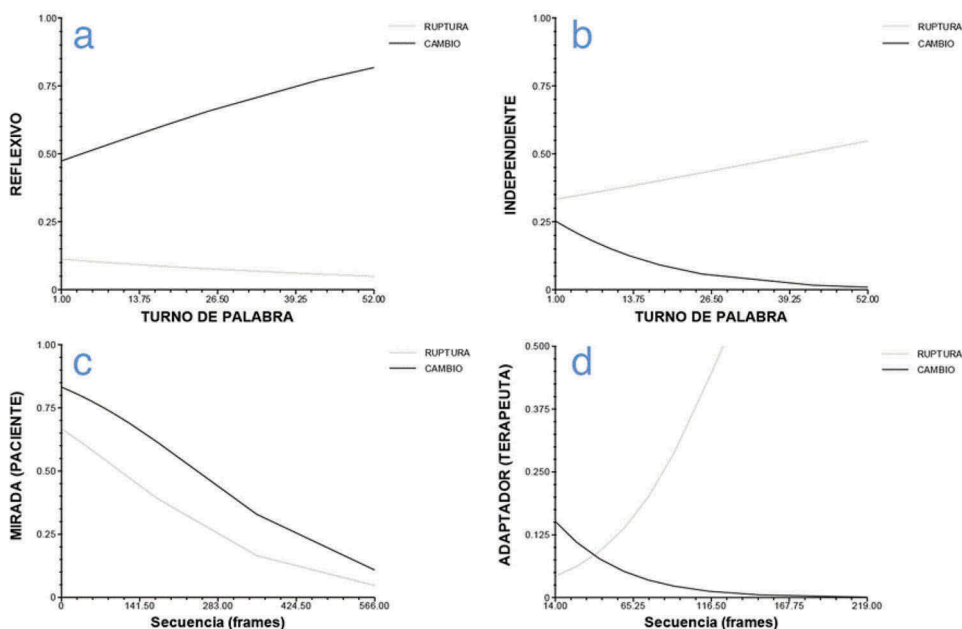 a
RUPTURA
CAMBIO
REFLEXIVO
1.00
0.75
0.50
0.25
0
1.00 13.75 26.50 39.25 52.00
TURNO DE PALABRA
b
RUPTURA
CAMBIO
INDEPENDIENTE
1.00
0.75
0.50
0.25
0
1.00 13.75 26.50 39.25 52.00
TURNO DE PALABRA
c
RUPTURA
CAMBIO
MIRADA (PACIENTE)
1.00
0.75
0.50
0.25
0
0 141.50 283.00 424.50 566.00
Secuencia (frames)
d
RUPTURA
CAMBIO
ADAPTADOR (TERAPEUTA)
0.500
0.375
0.250
0.125
0
14.00 65.25 116.50 167.75 219.00
Secuencia (frames)